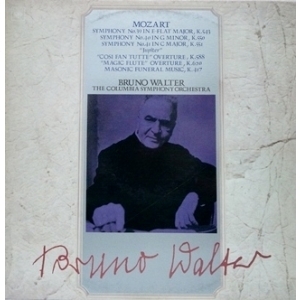 MOZART
SYMPHONY No.39 IN E FLAT MAJOR, K.543
SYMPHONY No.40 IN G MINOR, K.550
SYMPHONY No.41 IN C MAJOR, K.551
"Jupiter"
"COSI FAN TUTTE" OVERTURE, K.588
"MAGIC FLUTE" OVERTURE, K.620
MASONIC FUNERAL MUSIC, K.477
BRUNO WALTER
THE COLUMBIA SYMPHONY ORCHESTRA
Bruno Walter